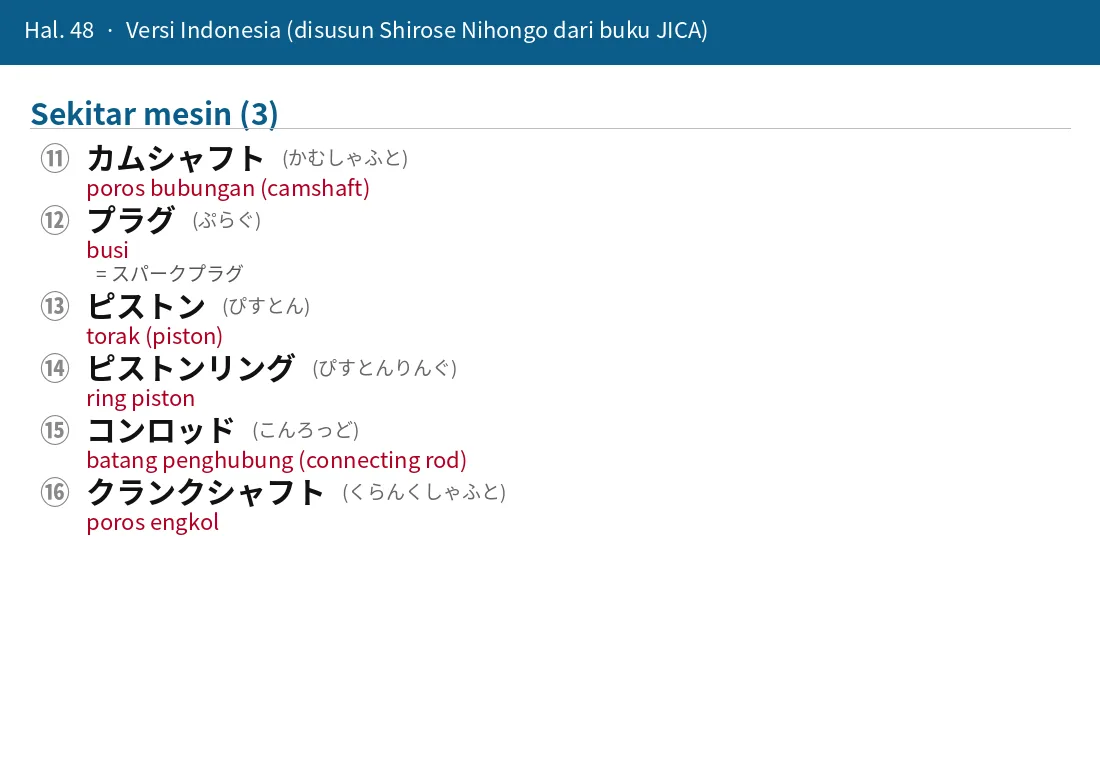 Hal. 48 · Versi Indonesia (disusun Shirose Nihongo dari buku JICA)
Sekitar mesin (3)
⑪ カムシャフト (かむしゃふと)
poros bubungan (camshaft)
⑫ プラグ (ぷらぐ)
busi
= スパークプラグ
⑬ ピストン (ぴすとん)
torak (piston)
⑭ ピストンリング (ぴすとんりんぐ)
ring piston
⑮ コンロッド (こんろっど)
batang penghubung (connecting rod)
⑯ クランクシャフト (くらんくしゃふと)
poros engkol